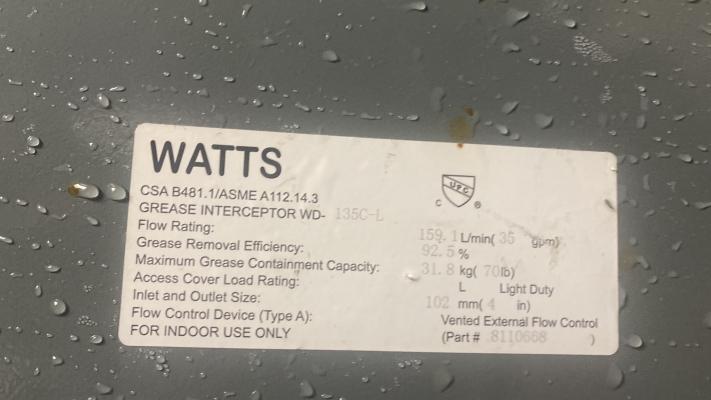 WATTS
CSA B481.1/ASME A112.14.3
UPC
C ®
GREASE INTERCEPTOR WD- 135C-L
Flow Rating: 159.1 L/min( 35 gpm)
Grease Removal Efficiency: 92.5 %
Maximum Grease Containment Capacity: 31.8 kg( 70lb)
Access Cover Load Rating: L Light Duty
Inlet and Outlet Size: 102 mm( 4 in)
Flow Control Device (Type A): Vented External Flow Control
FOR INDOOR USE ONLY (Part # 8110668 )